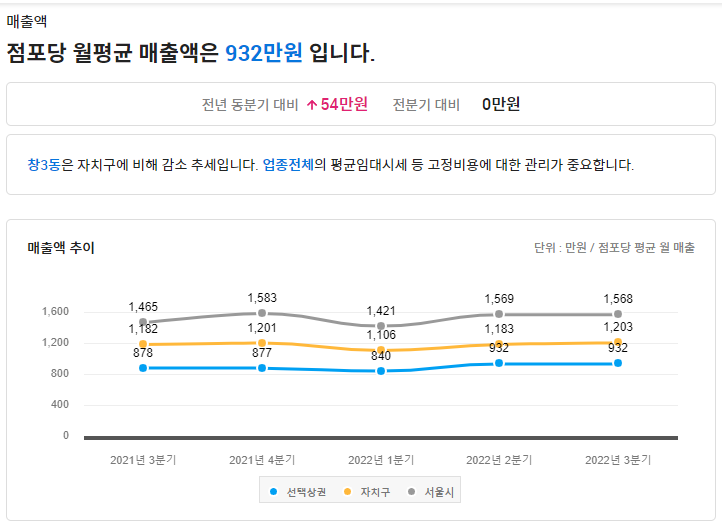 매출액
점포당 월평균 매출액은 932만원 입니다.
전년 동분기 대비 ↑ 54만원 전분기 대비 0만원
창3동은 자치구에 비해 감소 추세입니다. 업종전체의 평균임대시세 등 고정비용에 대한 관리가 중요합니다.
매출액 추이
단위 : 만원 / 점포당 평균 월 매출
1,600
1,200
800
400
0
1,465 1,583 1,421 1,569 1,568
1,182 1,201 1,106 1,183 1,203
878 877 840 932 932
2021년 3분기 2021년 4분기 2022년 1분기 2022년 2분기 2022년 3분기
선택상권 자치구 서울시